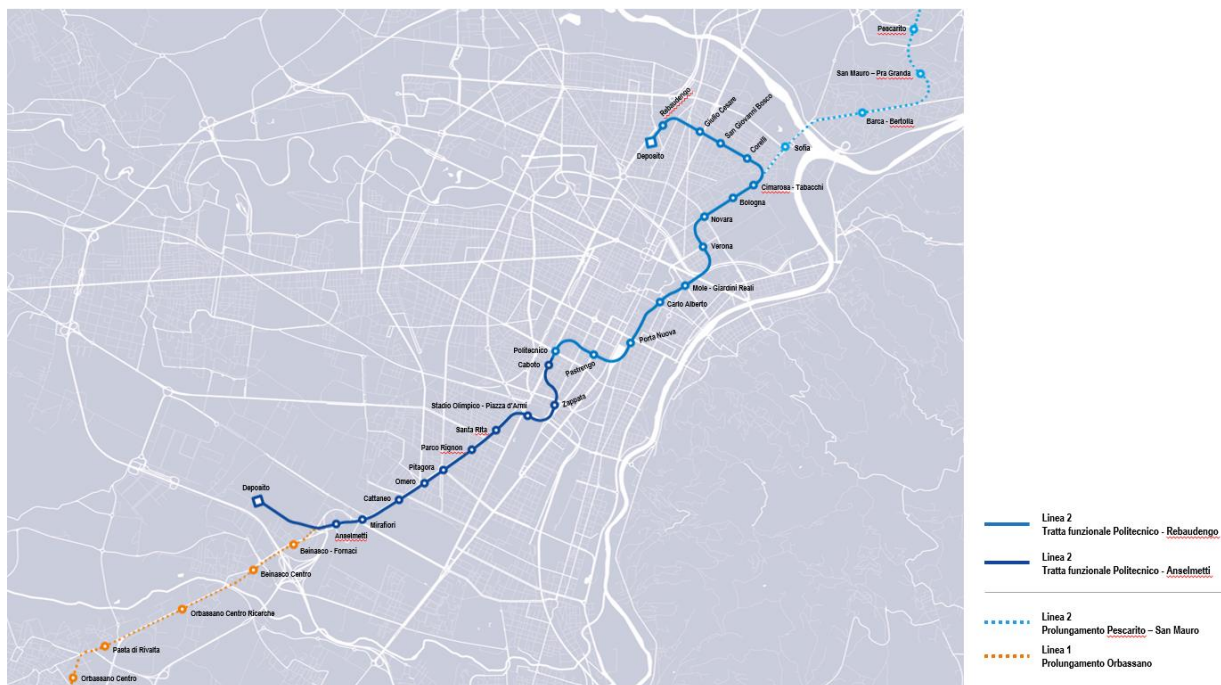 Pescarito
San Mauro – Pra Granda
Barca - Bertolla
Sofia
Rebaudengo
Giulio Cesare
San Giovanni Bosco
Corelli
Deposito
Cimarosa - Tabacchi
Bologna
Novara
Verona
Mole - Giardini Reali
Carlo Alberto
Porta Nuova
Politecnico
Pastrengo
Caboto
Zappata
Stadio Olimpico - Piazza d'Armi
Santa Rita
Parco Rignon
Pitagora
Omero
Cattaneo
Deposito
Mirafiori
Anselmetti
Beinasco - Fornaci
Beinasco Centro
Orbassano Centro Ricerche
Pasta di Rivalta
Orbassano Centro
Linea 2
Tratta funzionale Politecnico - Rebaudengo
Linea 2
Tratta funzionale Politecnico - Anselmetti
Linea 2
Prolungamento Pescarito – San Mauro
Linea 1
Prolungamento Orbassano